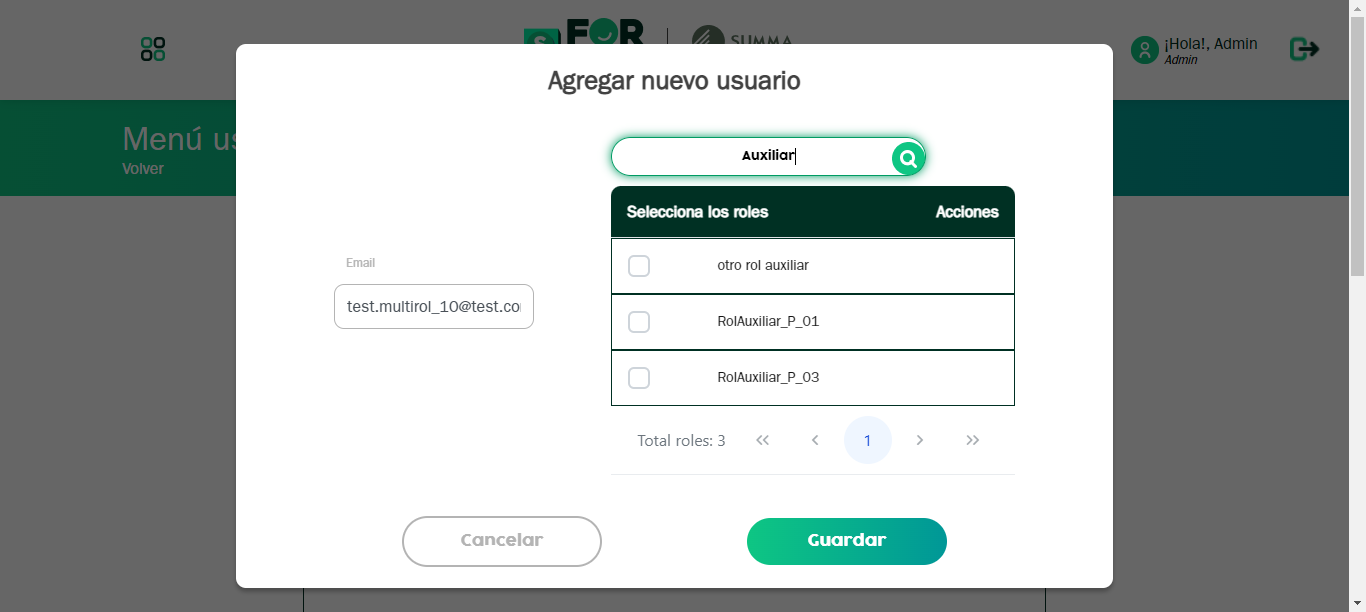 FOR
S
SUMMA
¡Hola!, Admin
Admin
Menú us
Volver
Agregar nuevo usuario
Auxiliar
Selecciona los roles Acciones
otro rol auxiliar
RolAuxiliar_P_01
RolAuxiliar_P_03
Email
test.multirol_10@test.co
Total roles: 3 << < 1 > >>
Cancelar
Guardar